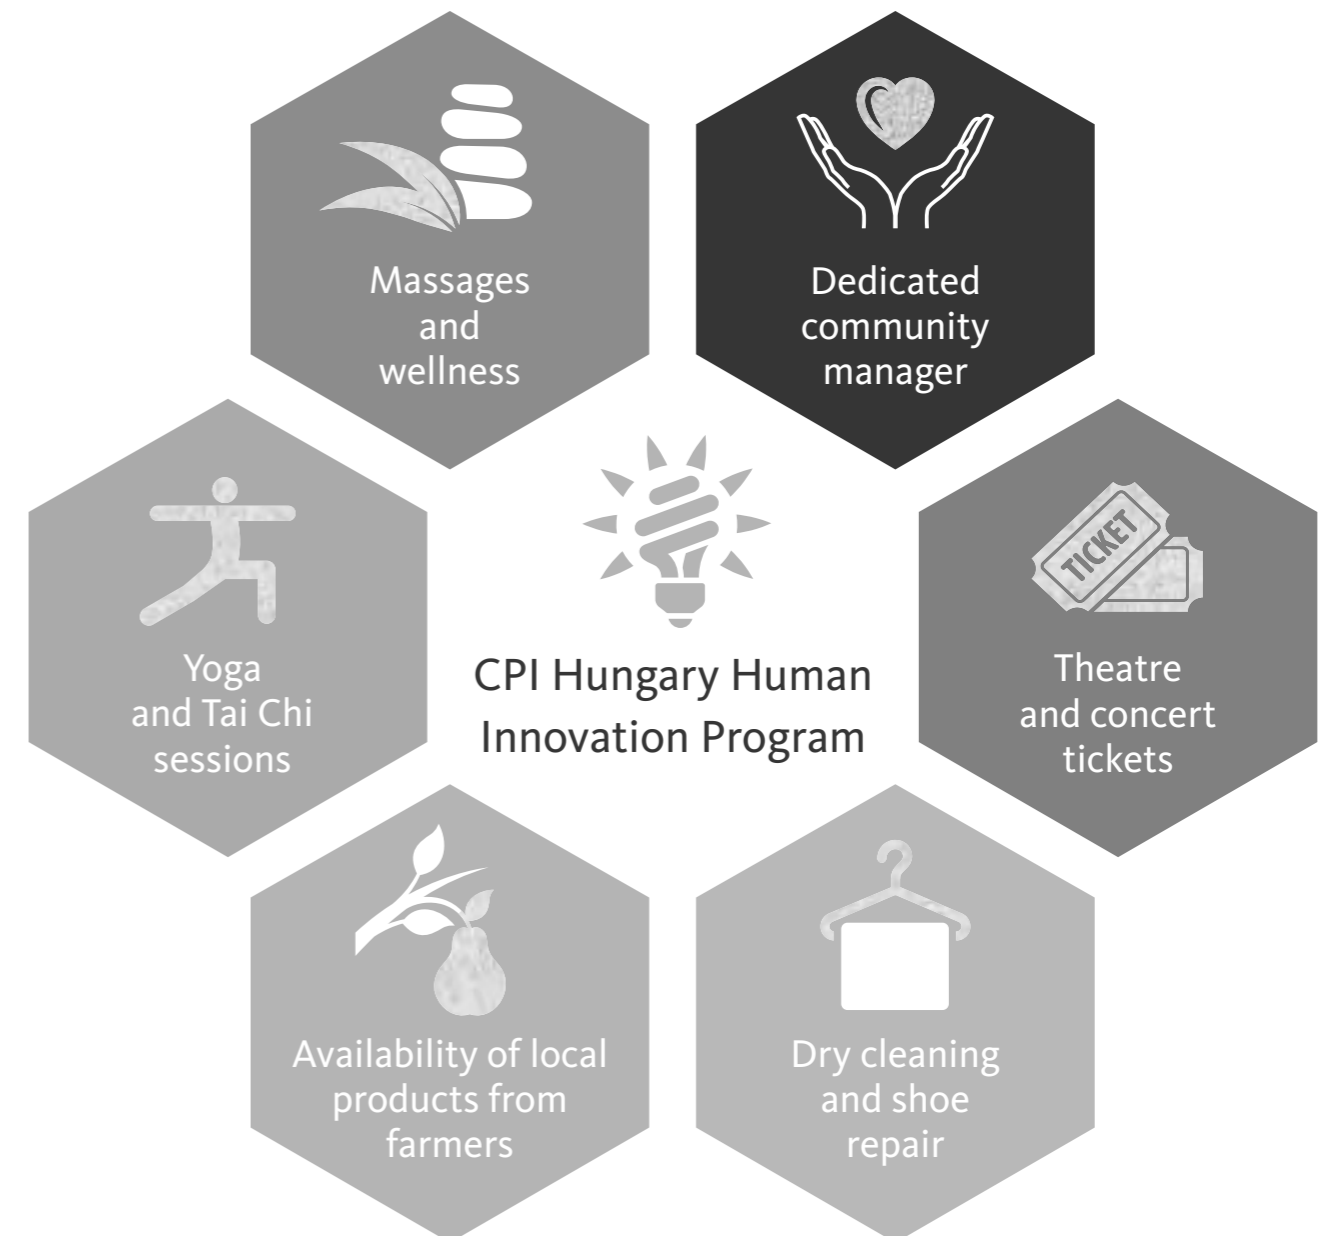 Massages
and
wellness
Dedicated
community
manager
Yoga
and Tai Chi
sessions
CPI Hungary Human
Innovation Program
TICKET
Theatre
and concert
tickets
Availability of local
products from
farmers
Dry cleaning
and shoe
repair